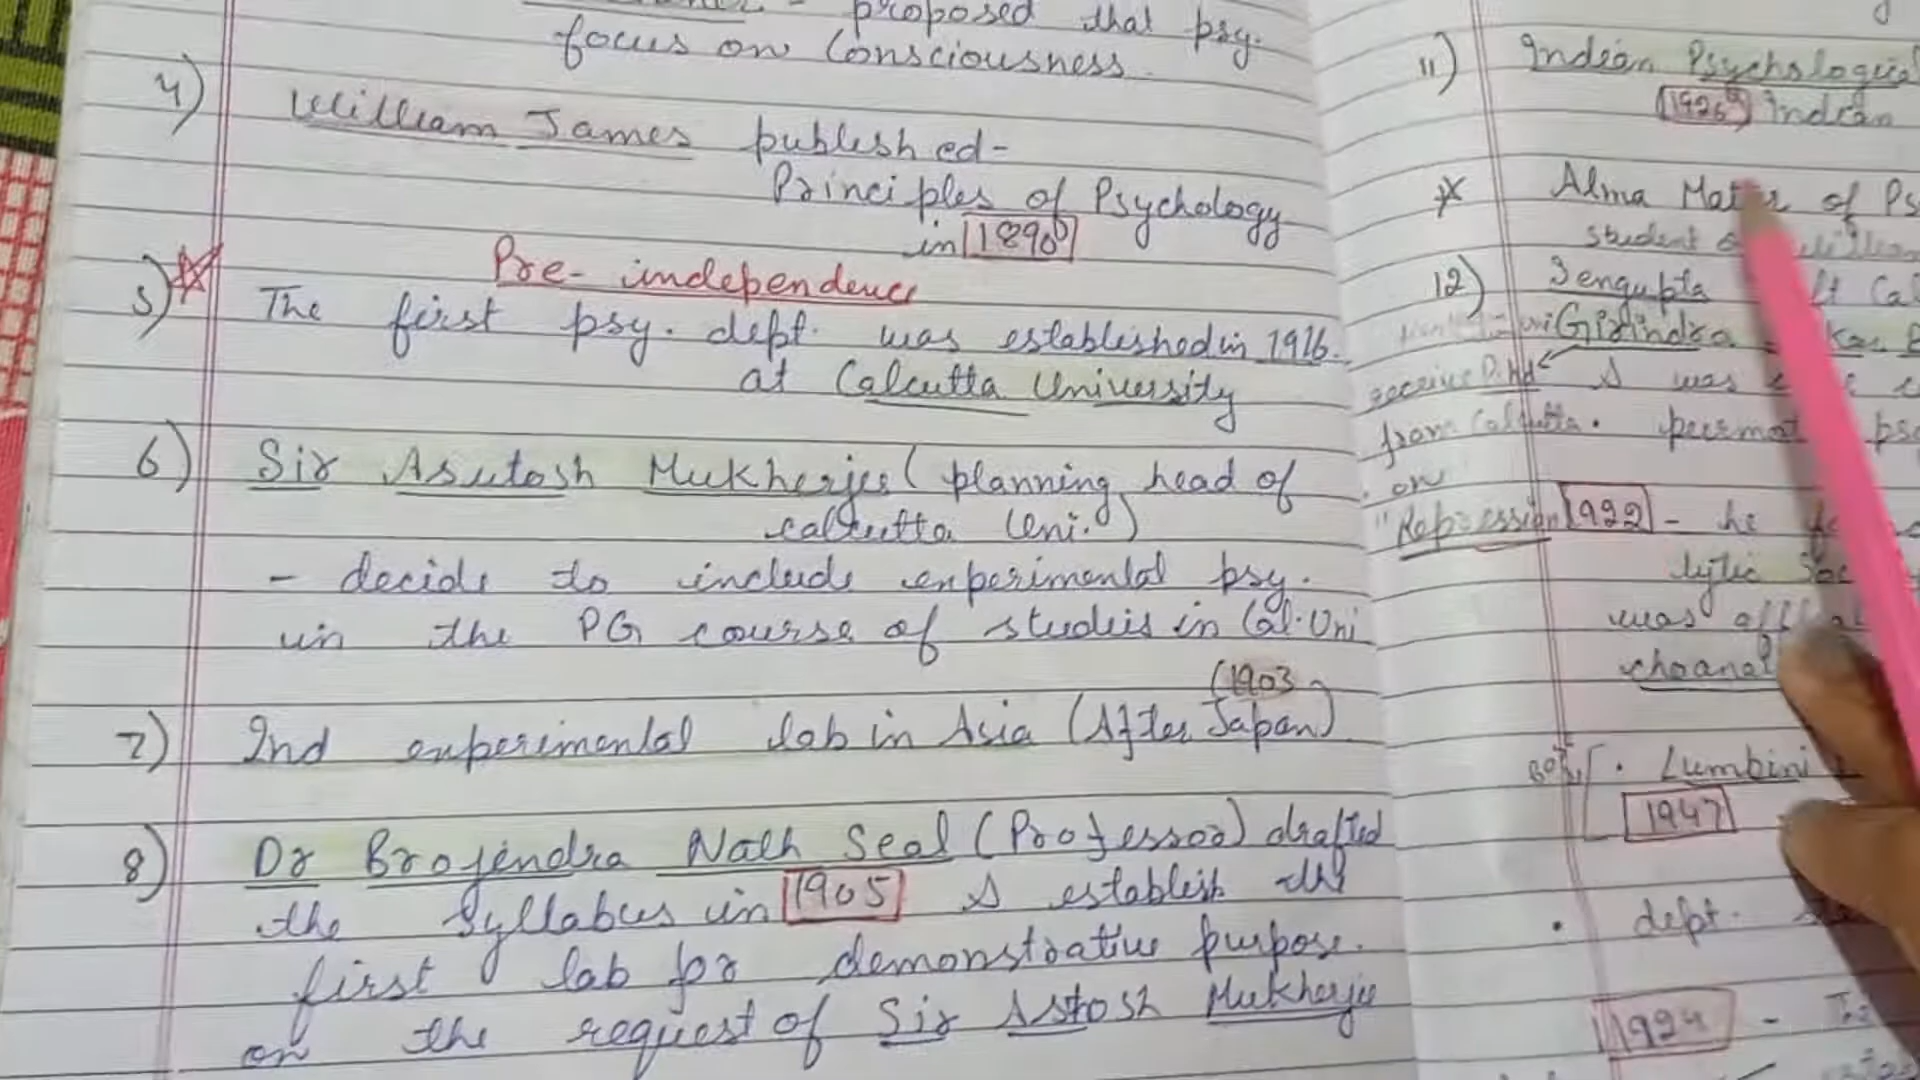 proposed that psy.
focus on Consciousness.
4) William James published-
Principles of Psychology
in 1890
Pre-independence
5) The first psy. dept. was established in 1916.
at Calcutta University
6) Sir Asutosh Mukherjee (planning head of
calcutta Uni.)
- decide to include experimental psy.
in the PG course of studies in Cal. Uni
(1903
7) 2nd experimental lab in Asia (After Japan)
8) Dr Brojendra Nath Seal (Professor) drafted
the syllabus in 1905 & establish the
first lab for demonstrative purpose.
on the request of Sir Astosh Mukherjee
11) Indian Psychological
1926 Indian
Alma Mater of
student
12) Sengupta
Girindra
receive P.hd & was
from Calcutta.
on
"Repression 1922 - he
was
Lumbini
1947
dept.
1924 -